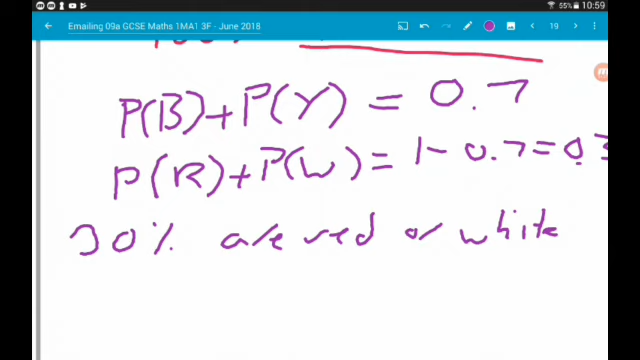 55% 10:59
Emailing 09a GCSE Maths 1MA1 3F - June 2018
19
P(B)+P(Y) = 0.7
P(R)+P(W) = 1- 0.7=0.3
30% are red or white